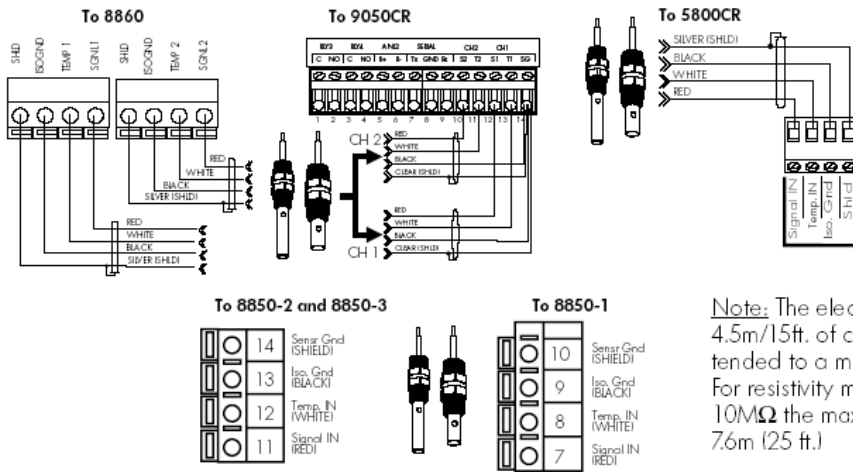 To 8860
SHLD
ISOGND
TEMP 1
SGNL1
SHLD
ISOGND
TEMP 2
SGNL2
RED
WHITE
BLACK
SILVER (SHLD)
RED
WHITE
BLACK
SILVER (SHLD)
To 9050CR
RLY3 RLY4 ANI2 SERIAL CH2 CH1
C NO C NO B+ B- Tx GND Rx S2 T2 S1 T1 SG
1 2 3 4 5 6 7 8 9 10 11 12 13 14
CH 2
RED
WHITE
BLACK
CLEAR (SHLD)
RED
WHITE
BLACK
CLEAR (SHLD)
CH 1
To 5800CR
SILVER (SHLD)
BLACK
WHITE
RED
Signal IN
Temp. IN
Iso. Gnd
Shld
To 8850-2 and 8850-3
14 Sensr Gnd
(SHIELD)
13 Iso. Gnd
(BLACK)
12 Temp. IN
(WHITE)
11 Signal IN
(RED)
To 8850-1
10 Sensr Gnd
(SHIELD)
9 Iso. Gnd
(BLACK)
8 Temp. IN
(WHITE)
7 Signal IN
(RED)
Note: The elec
4.5m/15ft. of c
tended to a m
For resistivity m
10MΩ the max
7.6m (25 ft.)